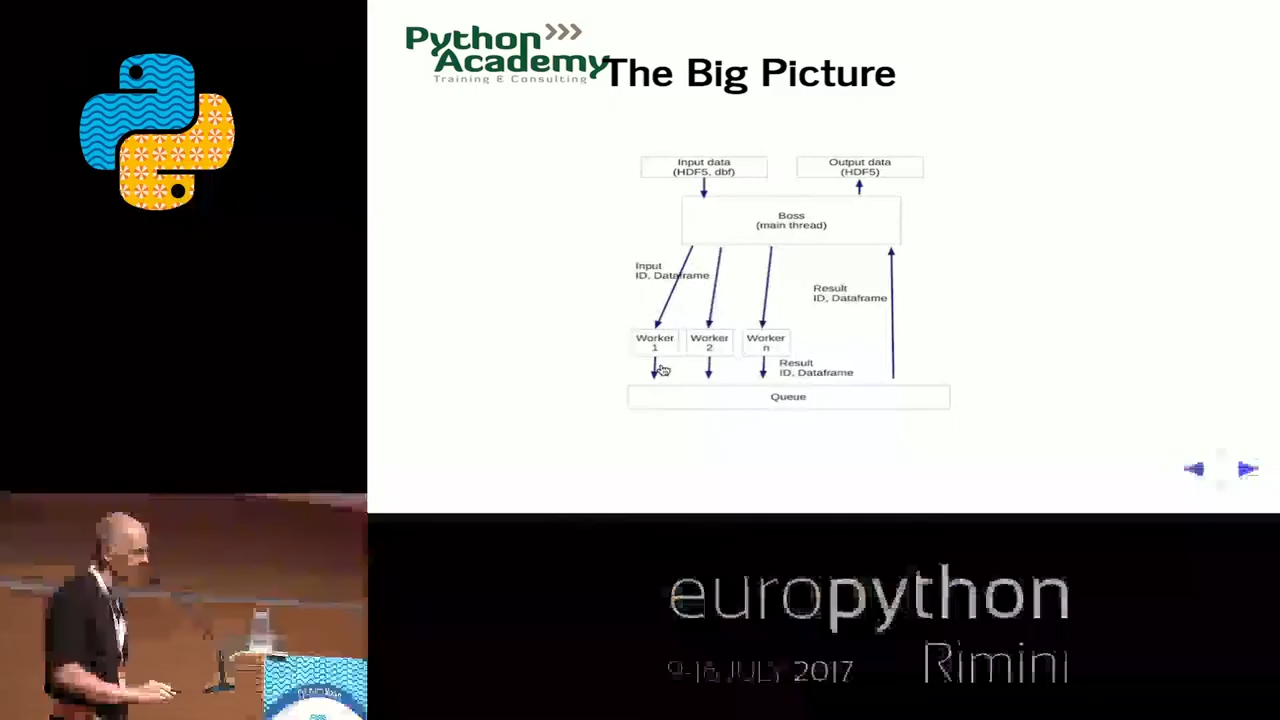 Python
Academy
Training & Consulting
The Big Picture
Input data
(HDF5, dbf)
Output data
(HDF5)
Boss
(main thread)
Input
ID, Dataframe
Result
ID, Dataframe
Worker
1
Worker
2
Worker
n
Result
ID, Dataframe
Queue
europython
9-16 JULY 2017
Rimini